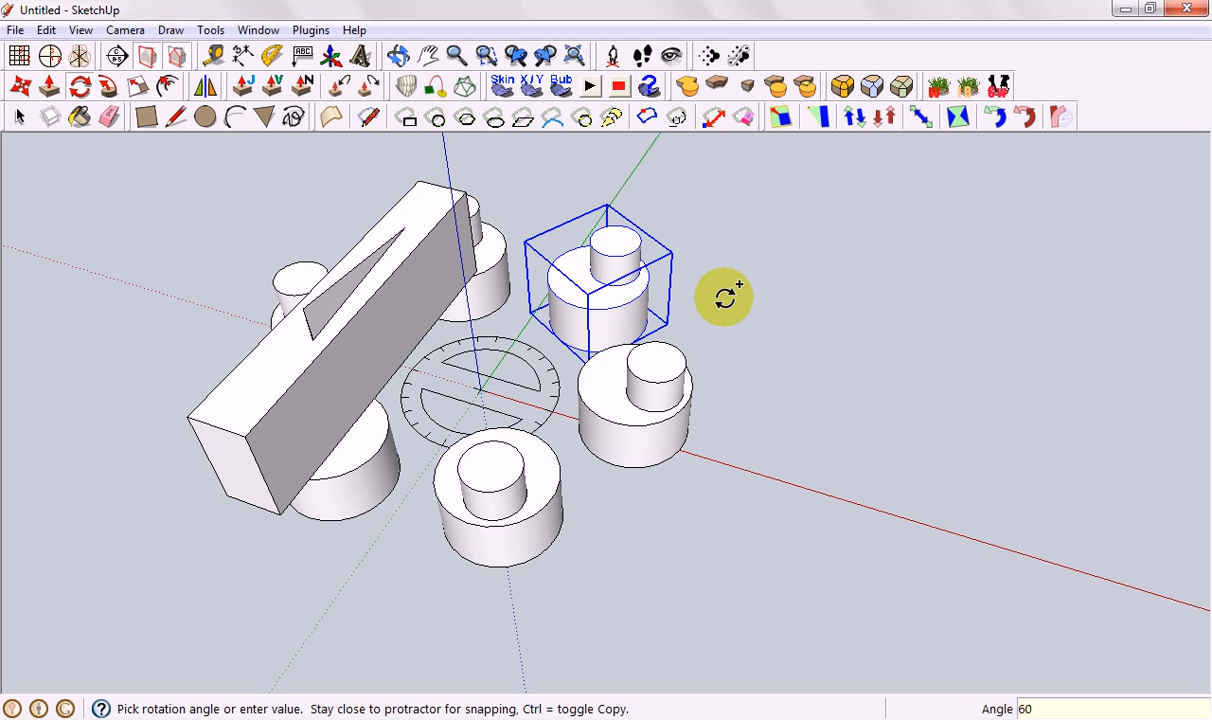 Untitled - SketchUp
File Edit View Camera Draw Tools Window Plugins Help
ABC A
J V N Skin X/Y Bub
Pick rotation angle or enter value. Stay close to protractor for snapping, Ctrl = toggle Copy. Angle 60